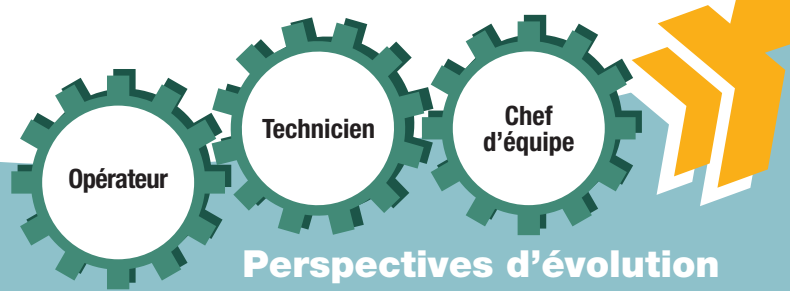 Opérateur
Technicien
Chef
d'équipe
Perspectives d'évolution